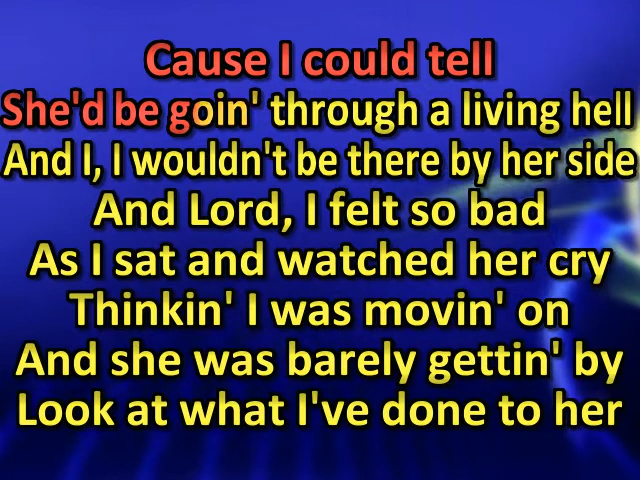 Cause I could tell
She'd be goin' through a living hell
And I, I wouldn't be there by her side
And Lord, I felt so bad
As I sat and watched her cry
Thinkin' I was movin' on
And she was barely gettin' by
Look at what I've done to her